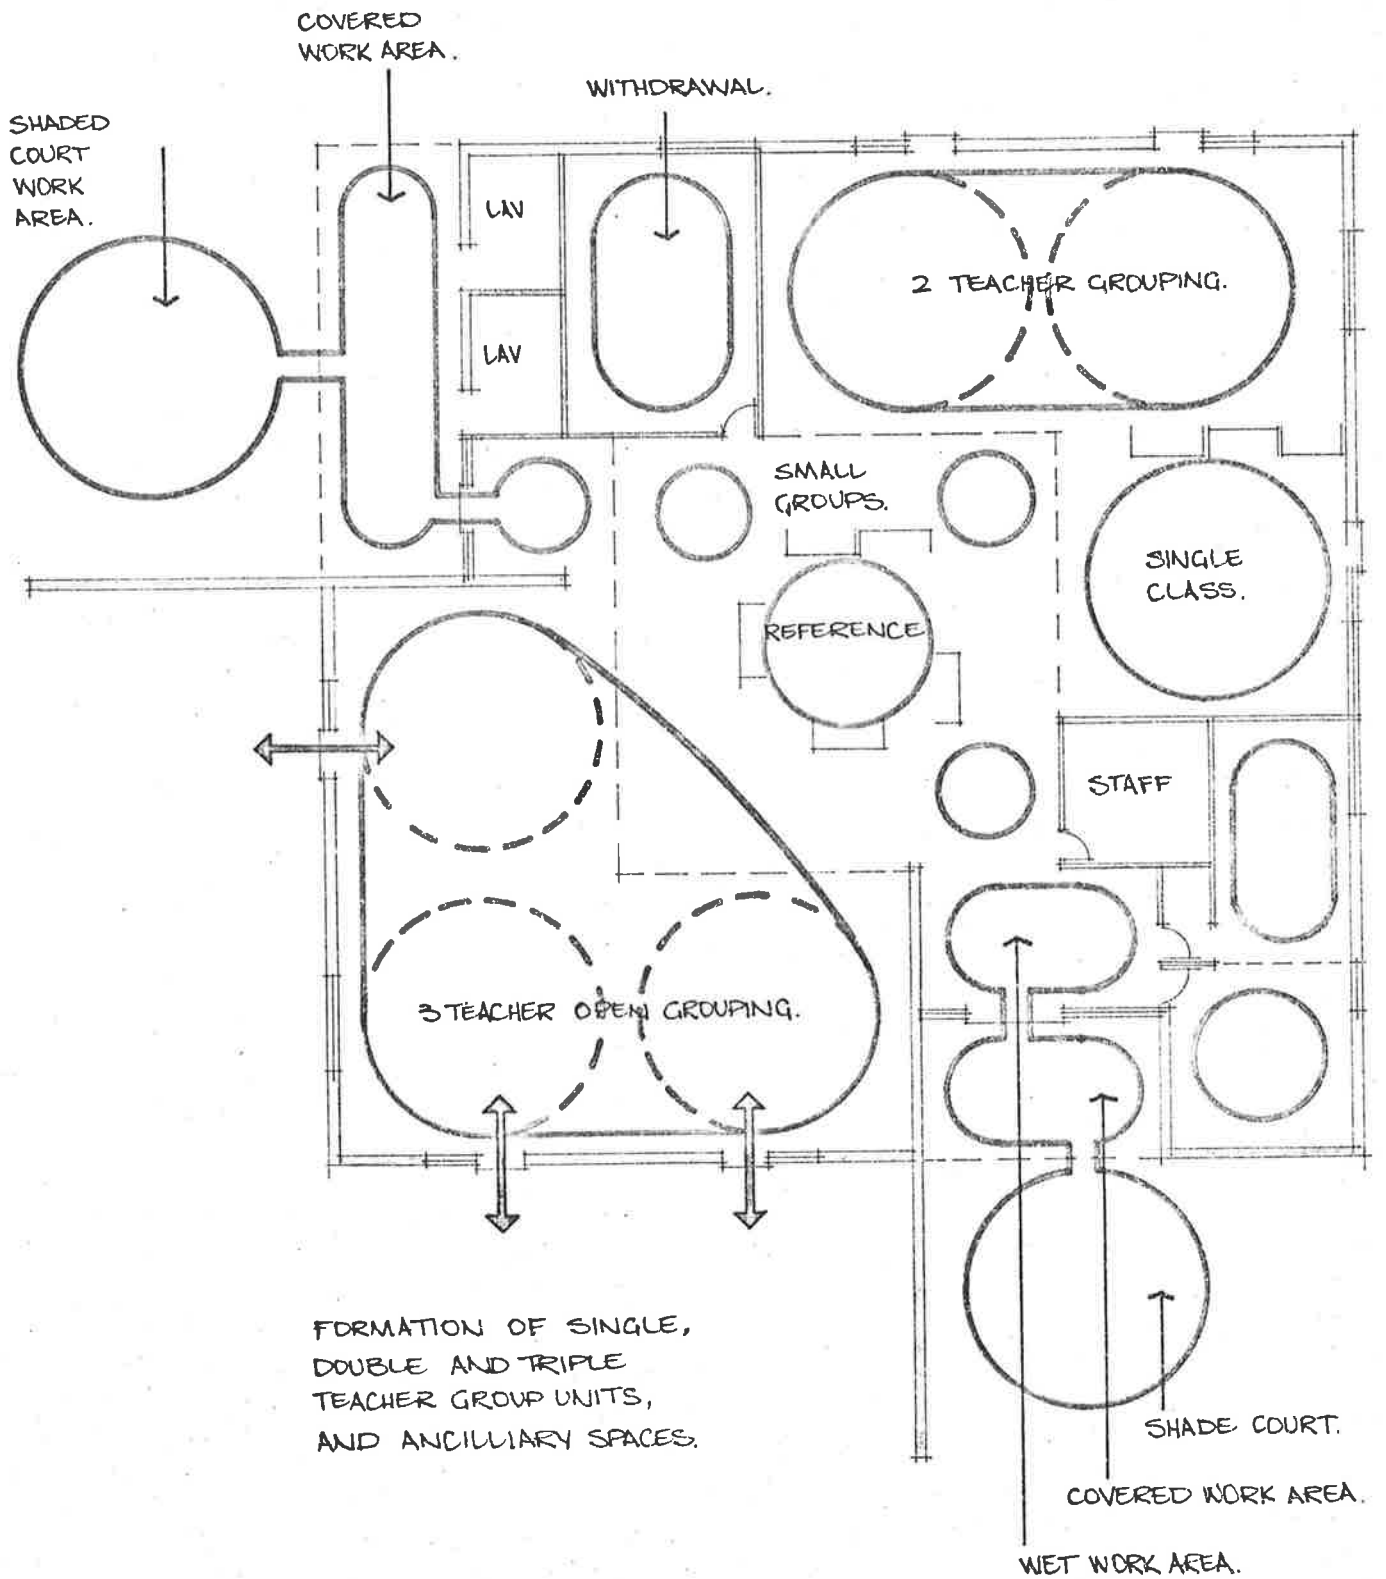 COVERED
WORK AREA.
WITHDRAWAL.
SHADED
COURT
WORK
AREA.
LAV
2 TEACHER GROUPING.
LAV
SMALL
GROUPS.
SINGLE
CLASS.
REFERENCE
STAFF
3 TEACHER OPEN GROUPING.
FORMATION OF SINGLE,
DOUBLE AND TRIPLE
TEACHER GROUP UNITS,
AND ANCILLIARY SPACES.
SHADE COURT.
COVERED WORK AREA.
WET WORK AREA.